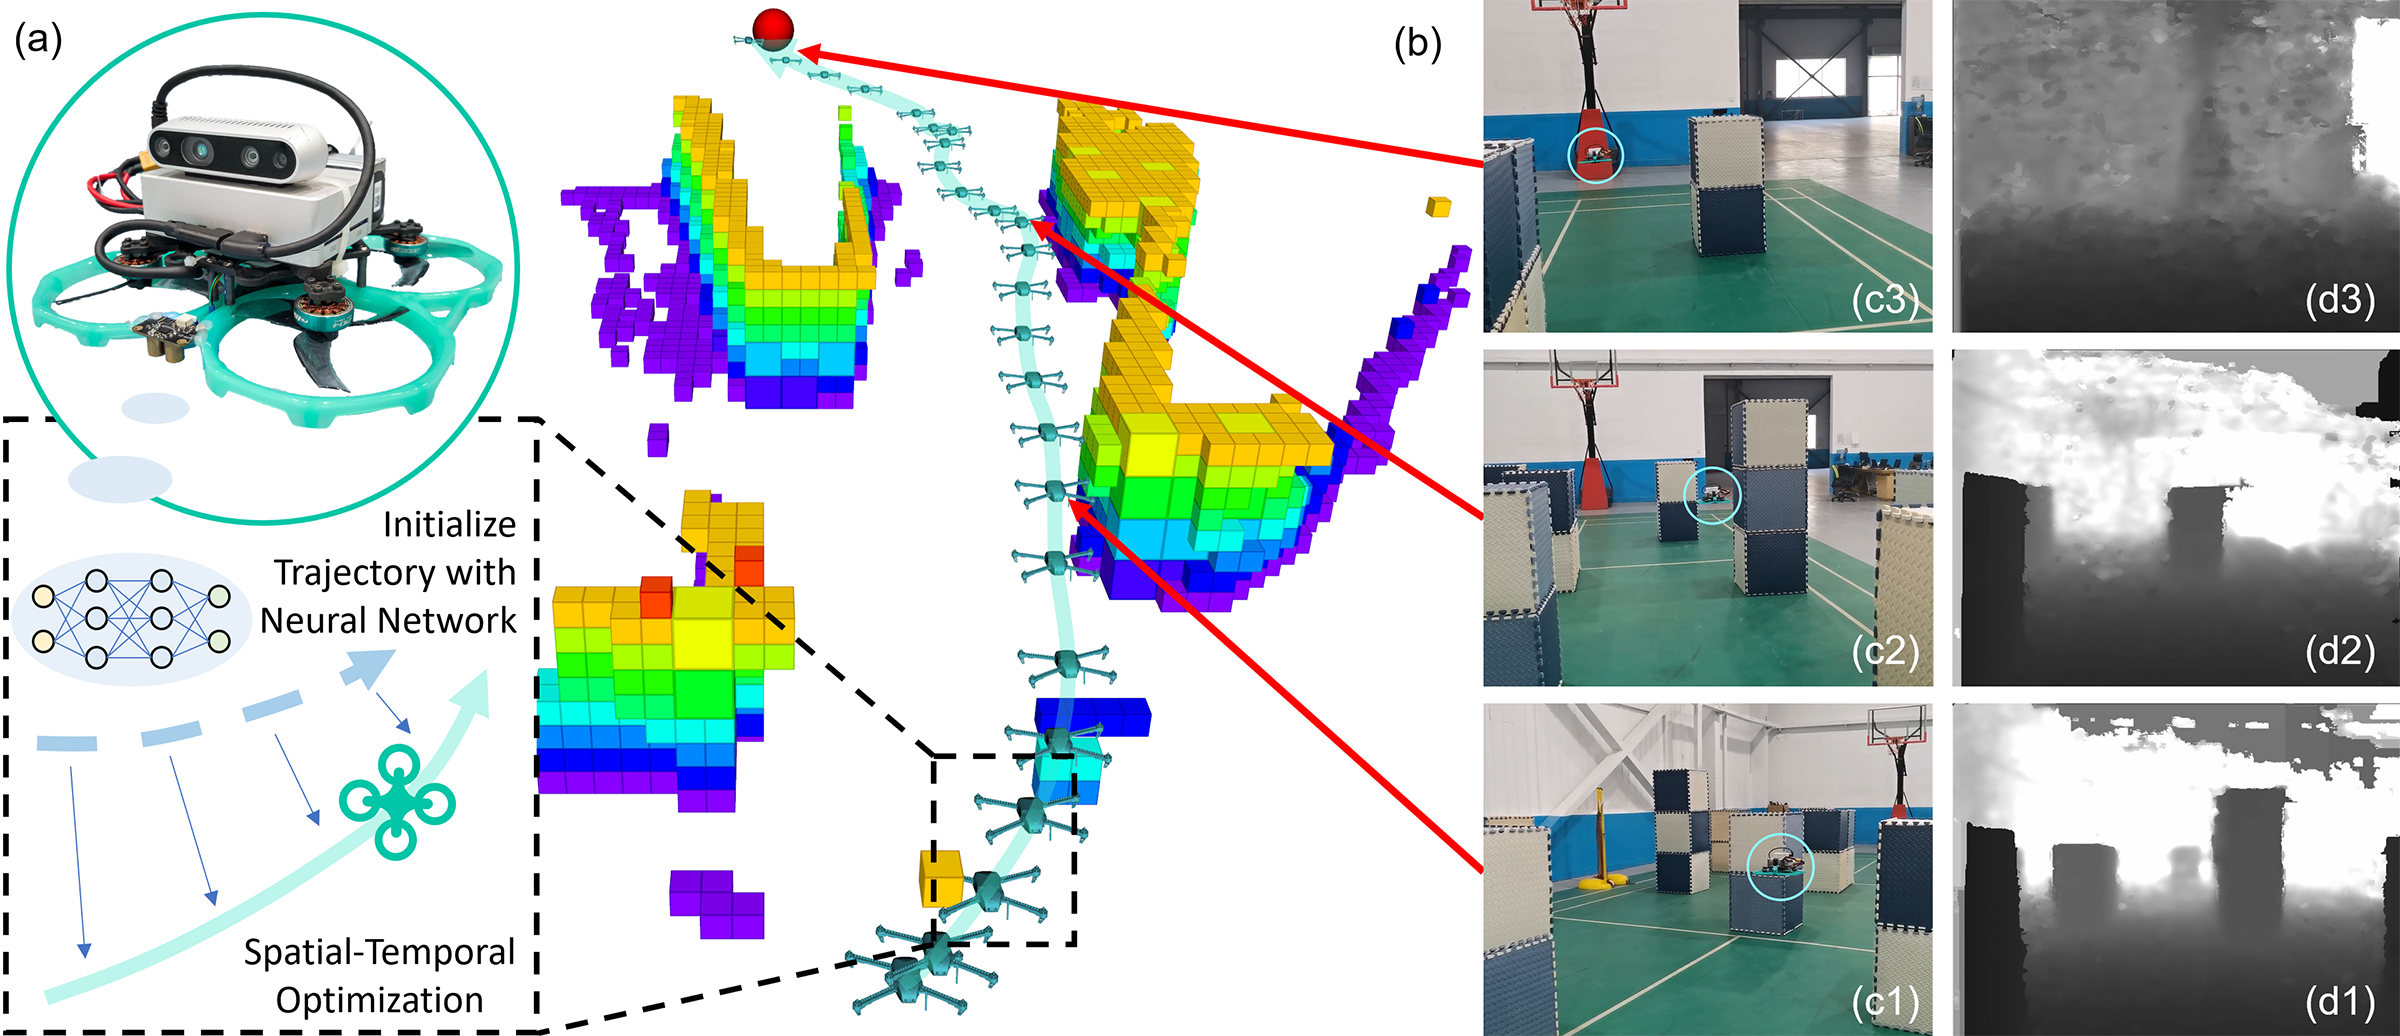 (a)
Initialize
Trajectory with
Neural Network
Spatial-Temporal
Optimization
(b)
(c3)
(d3)
(c2)
(d2)
(c1)
(d1)